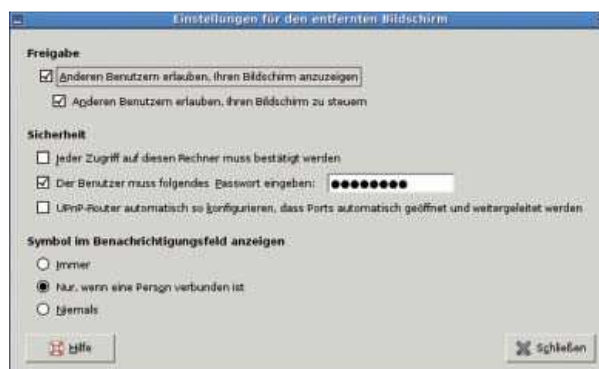 Einstellungen für den entfernten Bildschirm
Freigabe
Anderen Benutzern erlauben, Ihren Bildschirm anzuzeigen
Anderen Benutzern erlauben, Ihren Bildschirm zu steuern
Sicherheit
Jeder Zugriff auf diesen Rechner muss bestätigt werden
Der Benutzer muss folgendes Passwort eingeben: ●●●●●●●●
UPnP-Router automatisch so konfigurieren, dass Ports automatisch geöffnet und weitergeleitet werden
Symbol im Benachrichtigungsfeld anzeigen
Immer
Nur, wenn eine Person verbunden ist
Niemals
Hilfe
Schließen